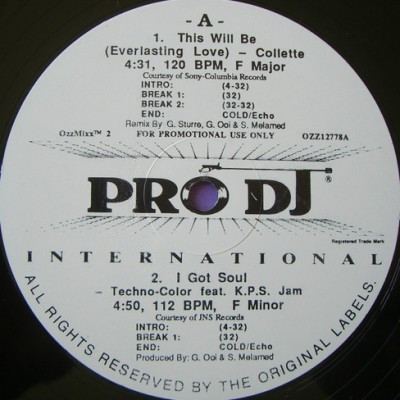 - A -
1. This Will Be
(Everlasting Love) - Collette
4:31, 120 BPM, F Major
Courtesy of Sony-Columbia Records
INTRO: (4-32)
BREAK 1: (32)
BREAK 2: (32-32)
END: COLD/Echo
Remix By: G. Sturre, G. Ooi & S. Melamed
OzzMixx™ 2 FOR PROMOTIONAL USE ONLY OZZ12778A
PRO DJ®
Registered Trade Mark
INTERNATIONAL
2. I Got Soul
- Techno-Color feat. K.P.S. Jam
4:50, 112 BPM, F Minor
Courtesy of JNS Records
INTRO: (4-32)
BREAK 1: (32)
END: COLD/Echo
Produced By: G. Ooi & S. Melamed
ALL RIGHTS RESERVED BY THE ORIGINAL LABELS.